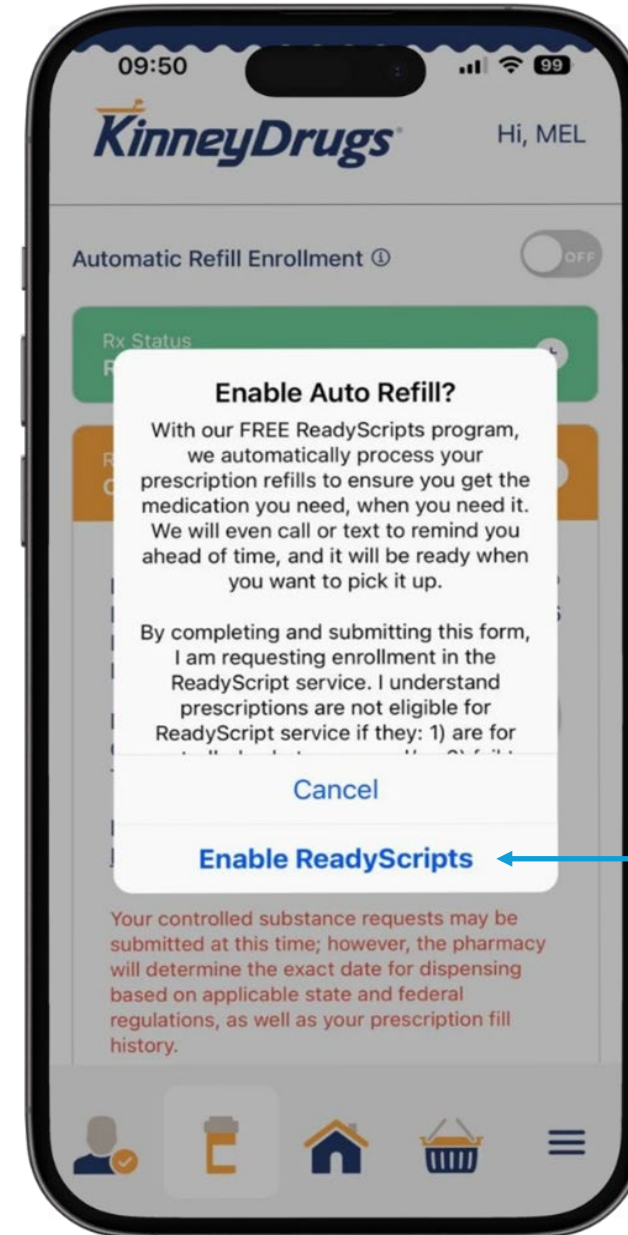 09:50
99
KinneyDrugs
Hi, MEL
Automatic Refill Enrollment
OFF
Rx Status
Enable Auto Refill?
With our FREE ReadyScripts program,
we automatically process your
prescription refills to ensure you get the
medication you need, when you need it.
We will even call or text to remind you
ahead of time, and it will be ready when
you want to pick it up.
By completing and submitting this form,
I am requesting enrollment in the
ReadyScript service. I understand
prescriptions are not eligible for
ReadyScript service if they: 1) are for
Cancel
Enable ReadyScripts
Your controlled substance requests may be
submitted at this time; however, the pharmacy
will determine the exact date for dispensing
based on applicable state and federal
regulations, as well as your prescription fill
history.